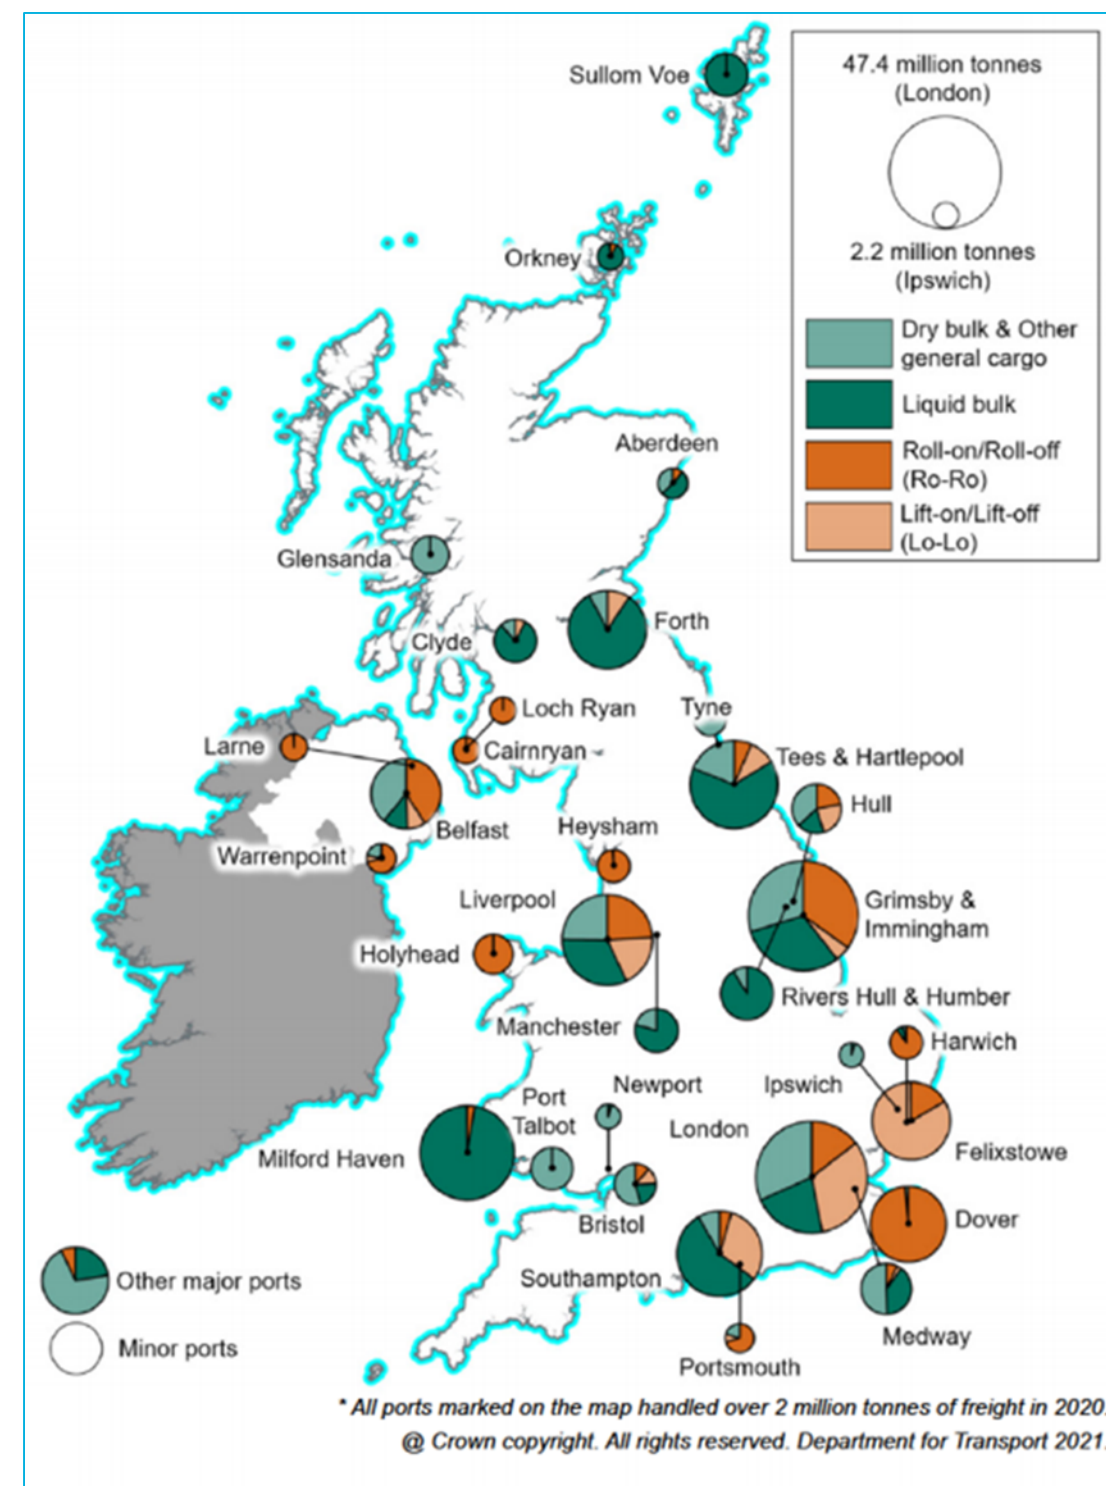 47.4 million tonnes
(London)
2.2 million tonnes
(Ipswich)
Dry bulk & Other
general cargo
Liquid bulk
Roll-on/Roll-off
(Ro-Ro)
Lift-on/Lift-off
(Lo-Lo)
Sullom Voe
Orkney
Aberdeen
Glensanda
Forth
Clyde
Loch Ryan
Tyne
Larne
Cairnryan
Tees & Hartlepool
Hull
Belfast
Heysham
Warrenpoint
Liverpool
Grimsby &
Immingham
Holyhead
Rivers Hull & Humber
Manchester
Harwich
Newport
Ipswich
Port
Talbot
London
Milford Haven
Felixstowe
Bristol
Dover
Southampton
Other major ports
Medway
Minor ports
Portsmouth
* All ports marked on the map handled over 2 million tonnes of freight in 2020.
@ Crown copyright. All rights reserved. Department for Transport 2021.